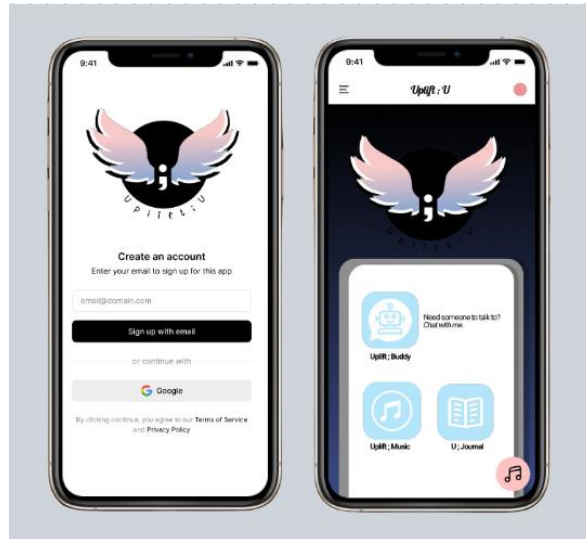 9:41
Uplift;U
Create an account
Enter your email to sign up for this app
email@domain.com
Sign up with email
or continue with
Google
By clicking continue, you agree to our Terms of Service
and Privacy Policy
9:41
Uplift ; U
Uplift;U
Need someone to talk to?
Chat with me.
Uplift ; Buddy
Uplift ; Music
U ; Journal